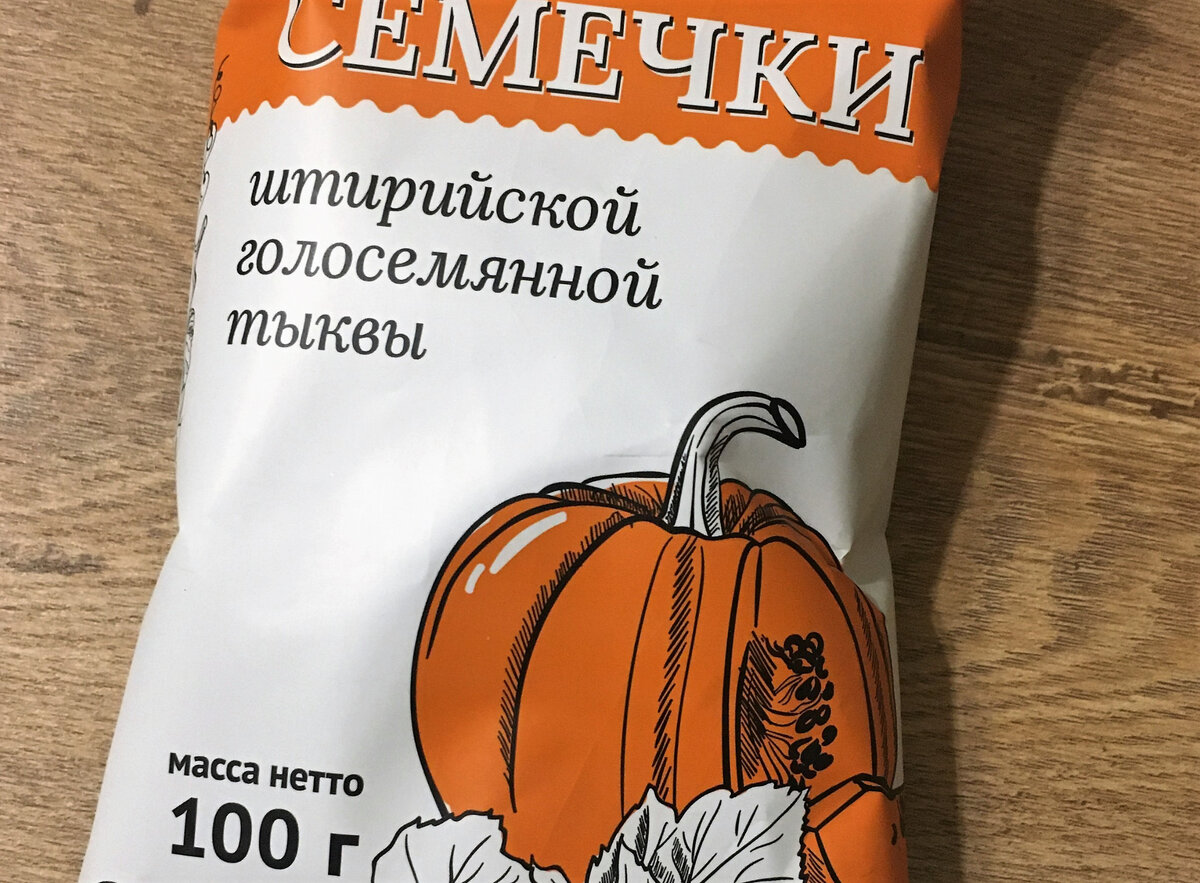 СЕМЕЧКИ
штирийской
голосемянной
тыквы
масса нетто
100 г